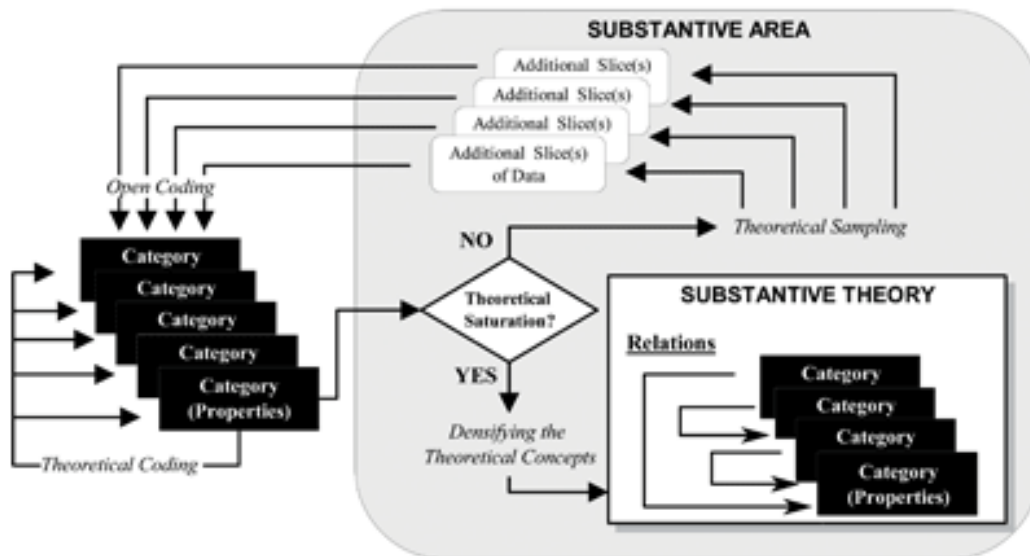 SUBSTANTIVE AREA
Additional Slice(s)
Additional Slice(s)
Additional Slice(s)
Additional Slice(s)
of Data
Open Coding
Theoretical Sampling
NO
Category
Category
Category
Category
Category
(Properties)
Theoretical Coding
Theoretical
Saturation?
YES
Densifying the
Theoretical Concepts
SUBSTANTIVE THEORY
Relations
Category
Category
Category
Category
(Properties)